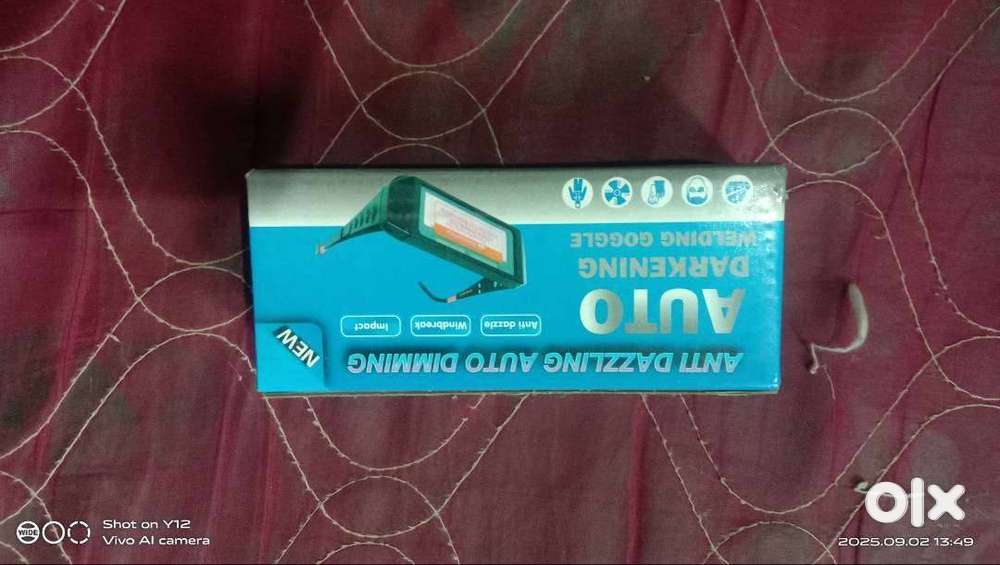 ANTI DAZZLING AUTO DIMMING
NEW
Anti dazzle
Windbreak
Impact
AUTO
DARKENING
WELDING GOGGLE
olx
WIDE
Shot on Y12
Vivo AI camera
2025.09.02 13:49